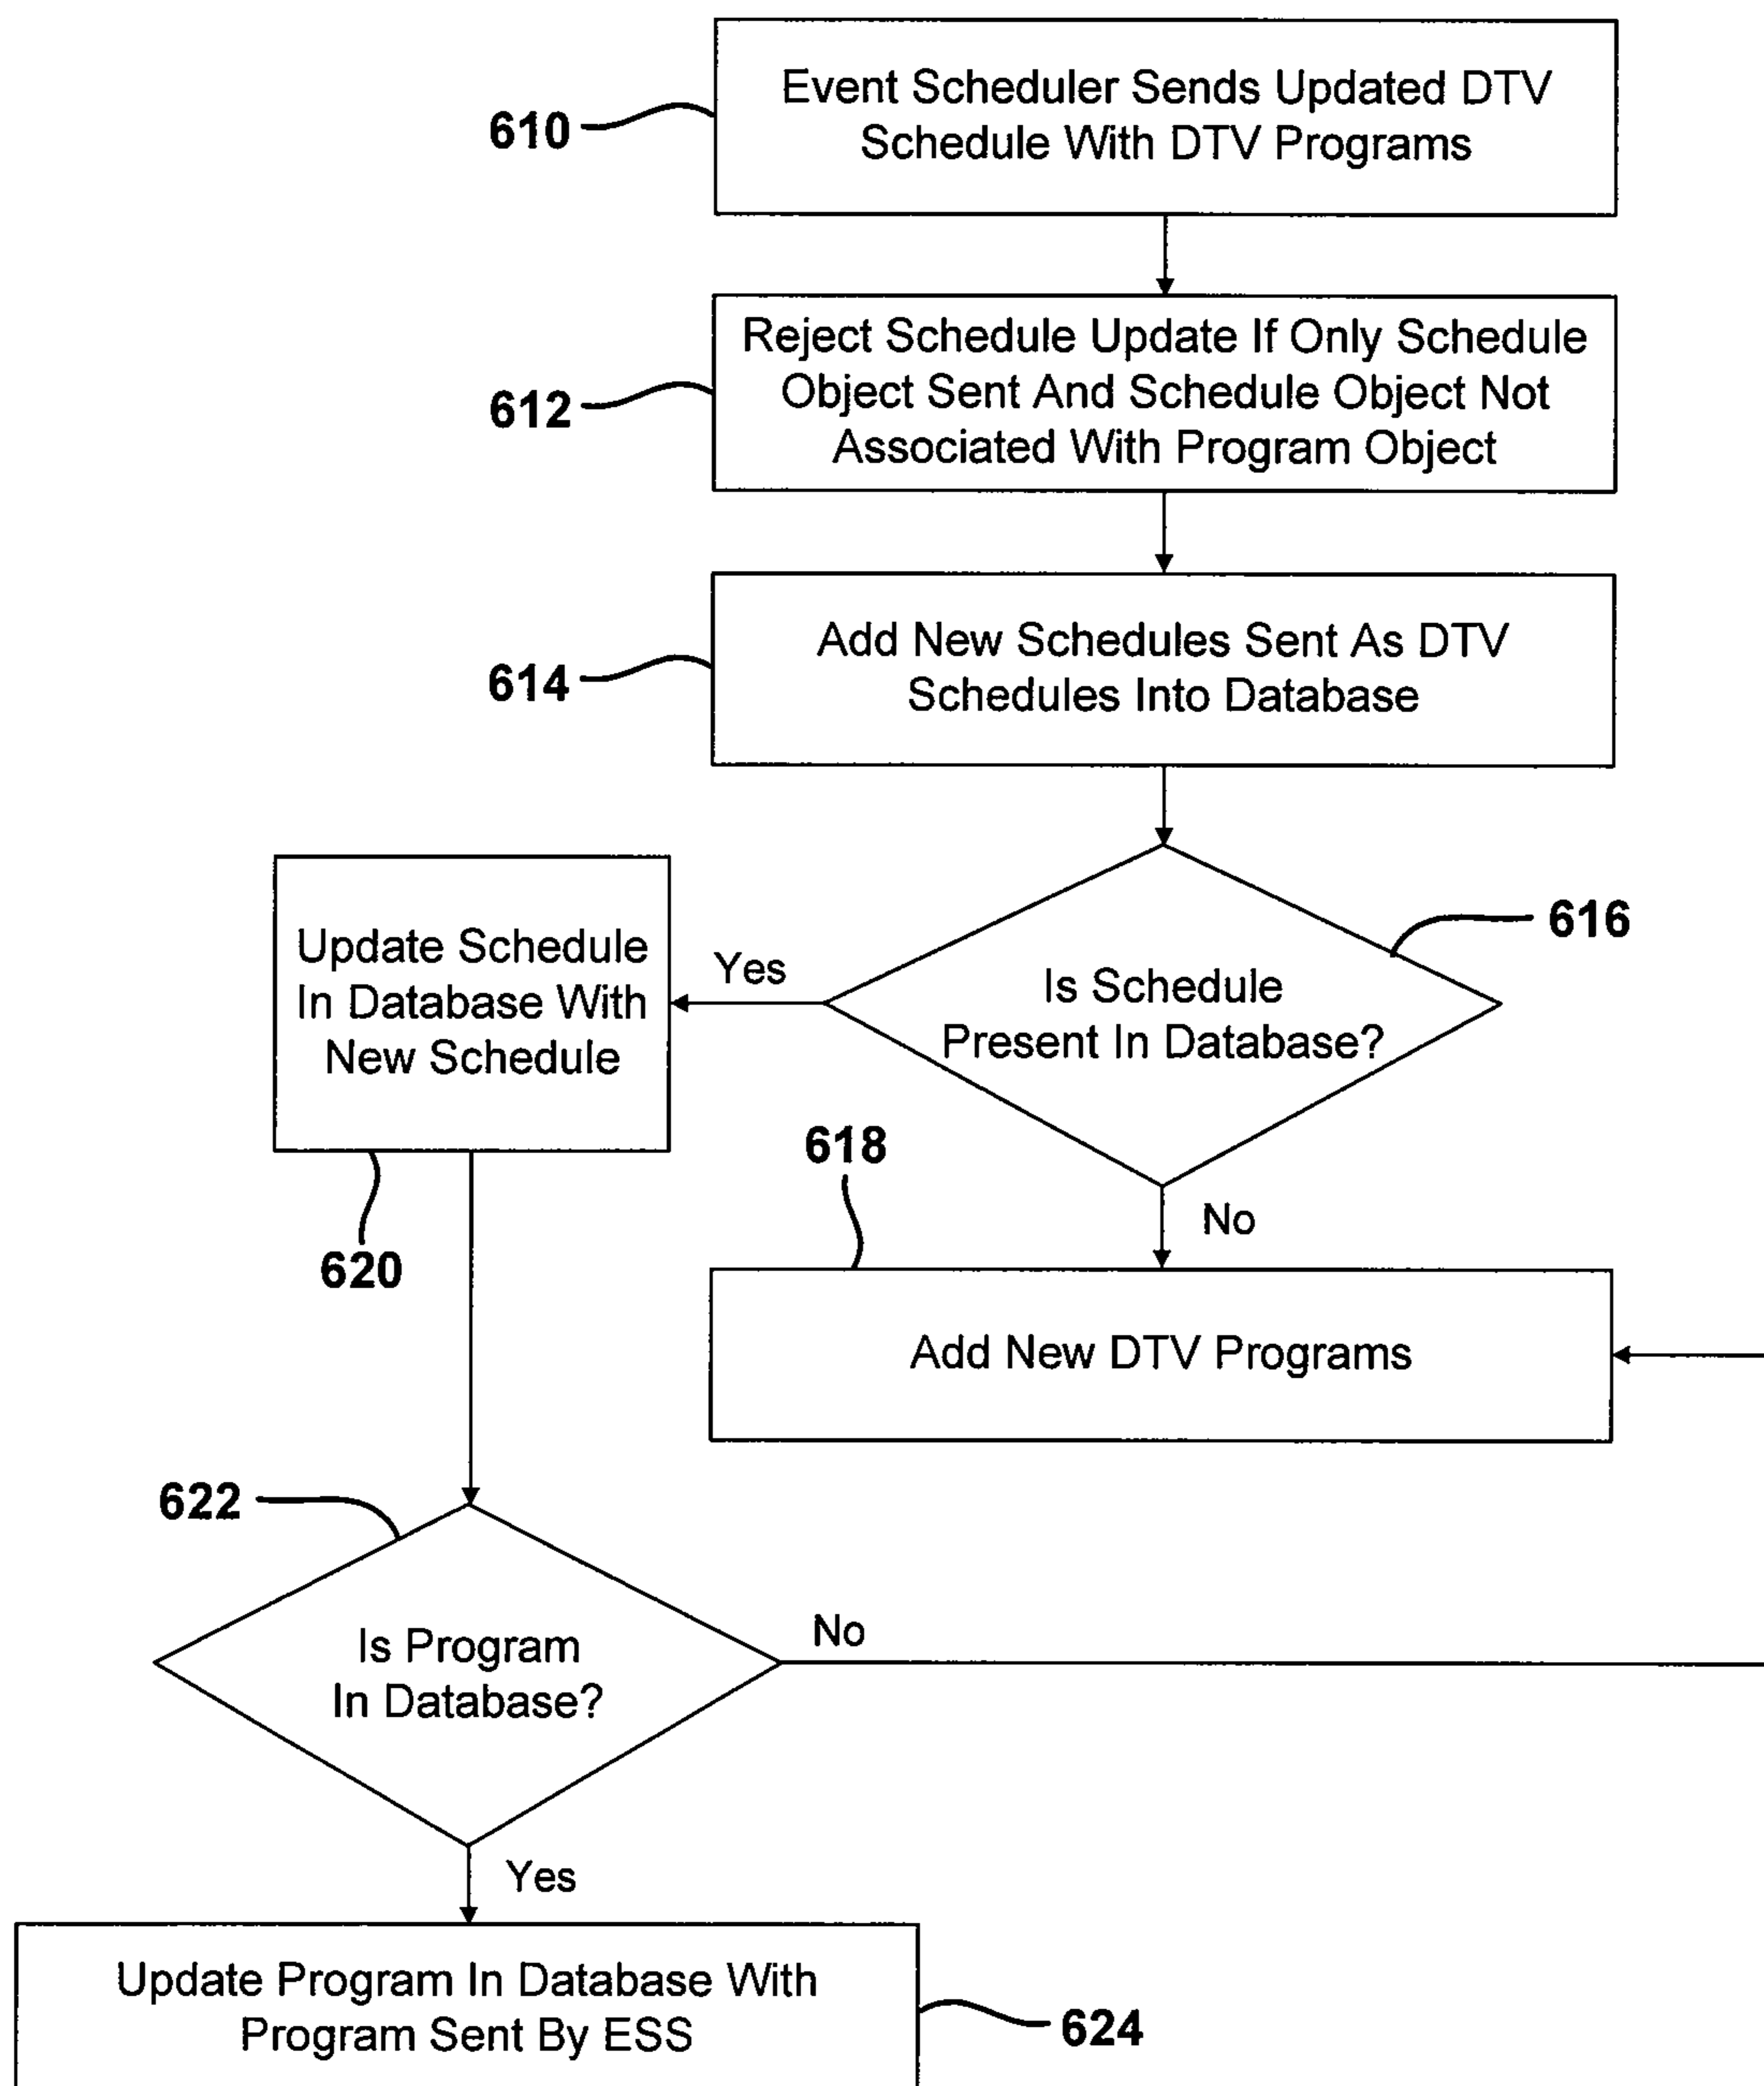 610
Event Scheduler Sends Updated DTV
Schedule With DTV Programs
612
Reject Schedule Update If Only Schedule
Object Sent And Schedule Object Not
Associated With Program Object
614
Add New Schedules Sent As DTV
Schedules Into Database
616
Is Schedule
Present In Database?
Yes
Update Schedule
In Database With
New Schedule
620
No
618
Add New DTV Programs
622
Is Program
In Database?
No
Yes
Update Program In Database With
Program Sent By ESS
624